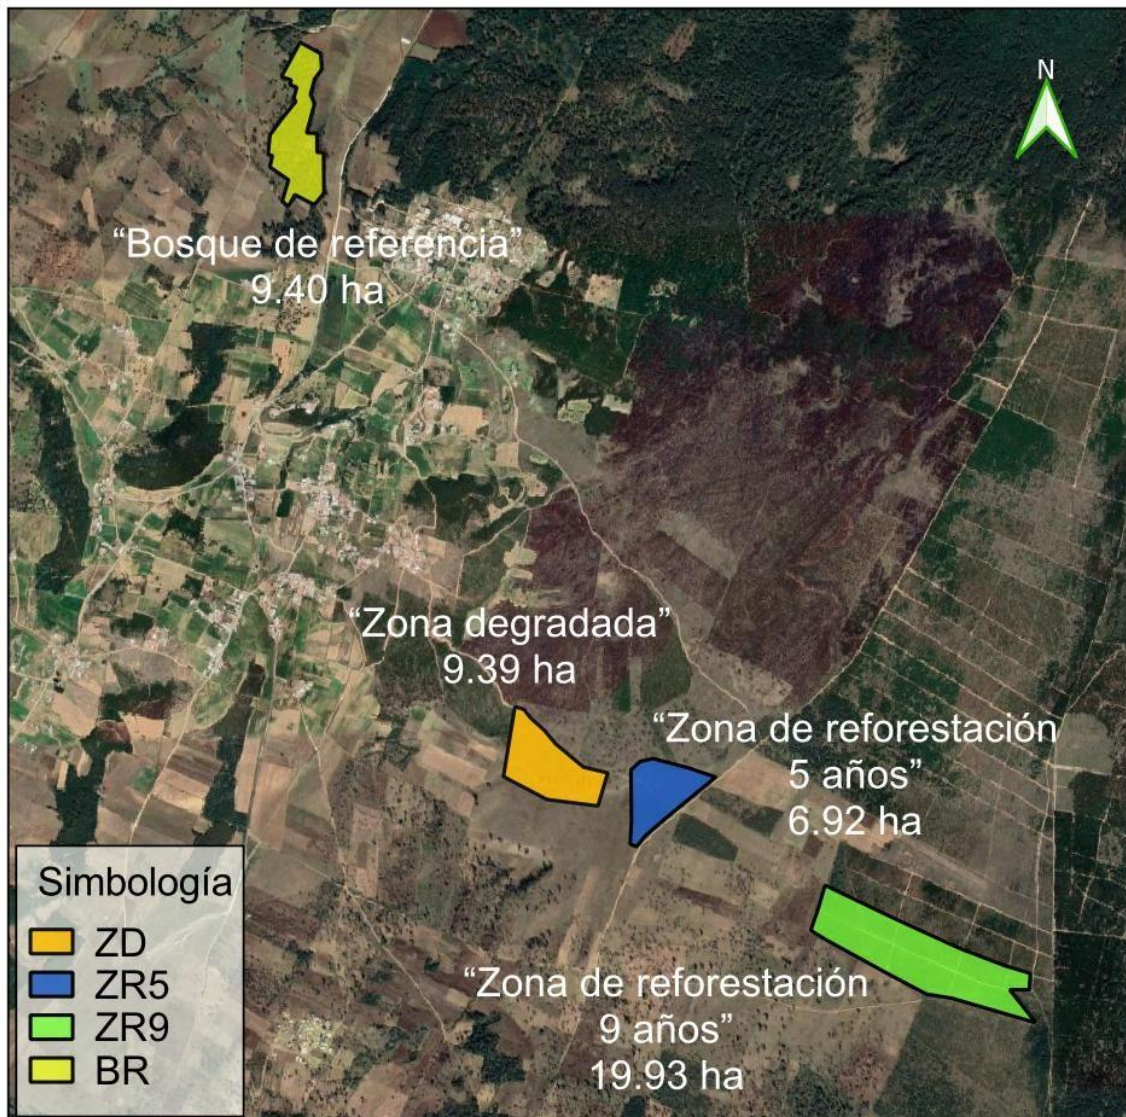 N
“Bosque de referencia”
9.40 ha
“Zona degradada”
9.39 ha
“Zona de reforestación
5 años”
6.92 ha
“Zona de reforestación
9 años”
19.93 ha
Simbología
ZD
ZR5
ZR9
BR